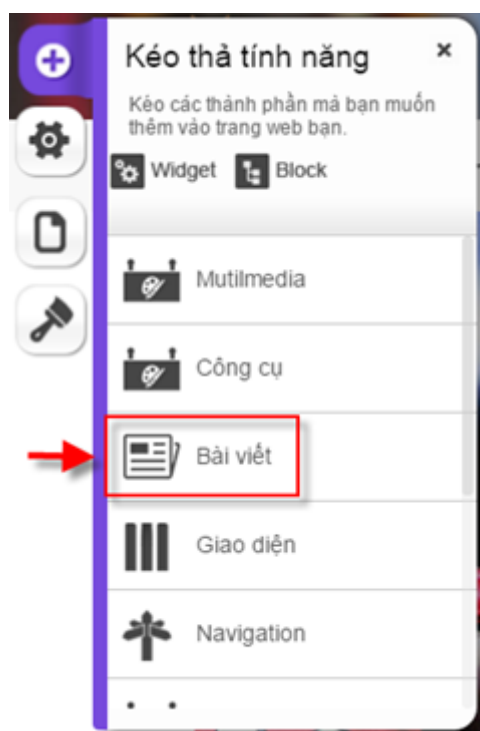 Kéo thả tính năng ×
Kéo các thành phần mà bạn muốn
thêm vào trang web bạn.
Widget Block
Mutilmedia
Công cụ
Bài viết
Giao diện
Navigation